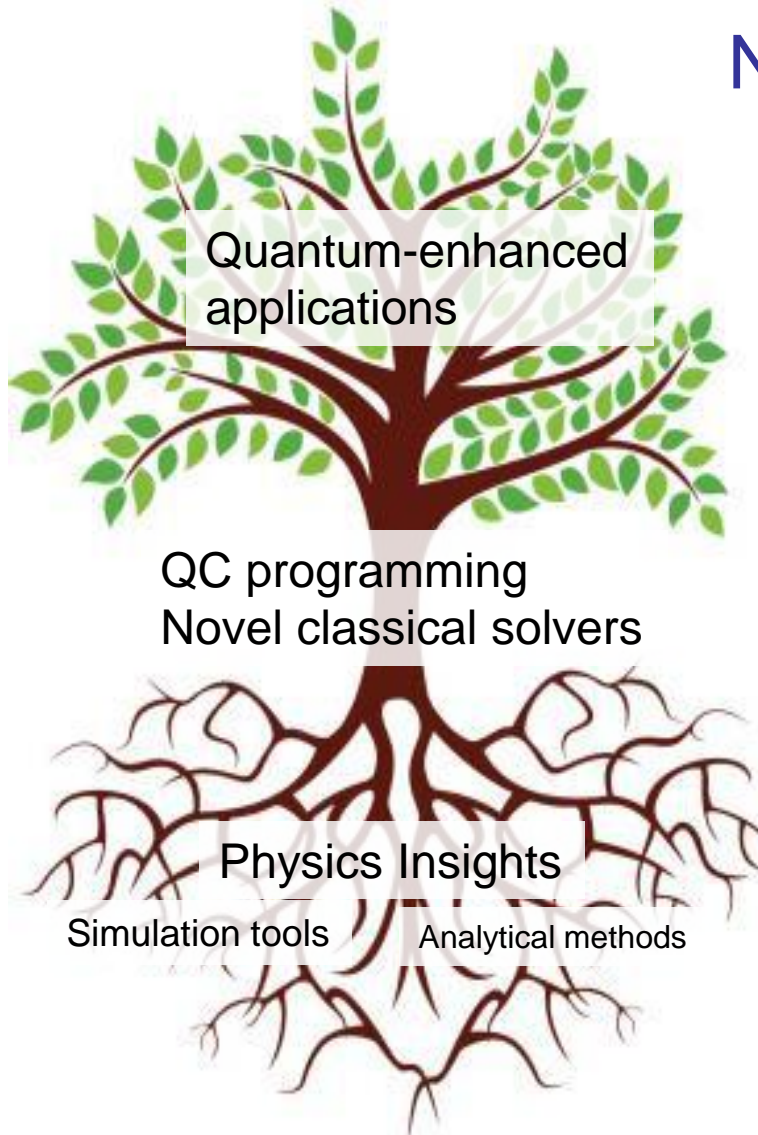 N
Quantum-enhanced
applications
QC programming
Novel classical solvers
Physics Insights
Simulation tools
Analytical methods